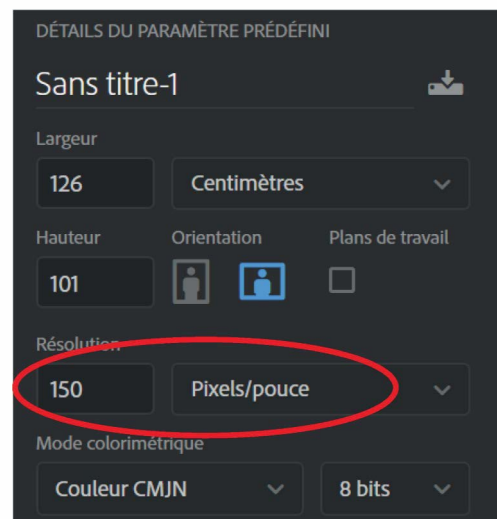 DÉTAILS DU PARAMÈTRE PRÉDÉFINI
Sans titre-1
Largeur
126 Centimètres
Hauteur Orientation Plans de travail
101
Résolution
150 Pixels/pouce
Mode colorimétrique
Couleur CMJN 8 bits